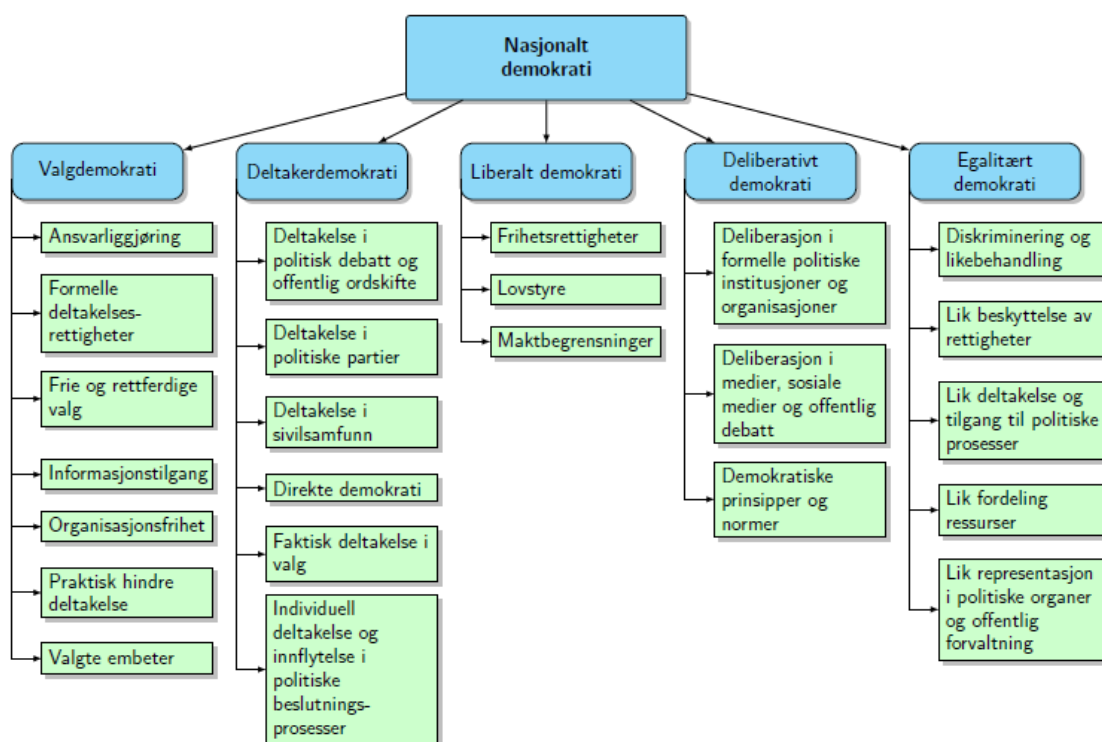 Nasjonalt
demokrati
Valgdemokrati
Ansvarliggjøring
Formelle
deltakelses-
rettigheter
Frie og rettferdige
valg
Informasjonstilgang
Organisasjonsfrihet
Praktisk hindre
deltakelse
Valgte embeter
Deltakerdemokrati
Deltakelse i
politisk debatt og
offentlig ordskifte
Deltakelse i
politiske partier
Deltakelse i
sivilsamfunn
Direkte demokrati
Faktisk deltakelse i
valg
Individuell
deltakelse og
innflytelse i
politiske
beslutnings-
prosesser
Liberalt demokrati
Frihetsrettigheter
Lovstyre
Maktbegrensninger
Deliberativt
demokrati
Deliberasjon i
formelle politiske
institusjoner og
organisasjoner
Deliberasjon i
medier, sosiale
medier og offentlig
debatt
Demokratiske
prinsipper og
normer
Egalitært
demokrati
Diskriminering og
likebehandling
Lik beskyttelse av
rettigheter
Lik deltakelse og
tilgang til politiske
prosesser
Lik fordeling
ressurser
Lik representasjon
i politiske organer
og offentlig
forvaltning